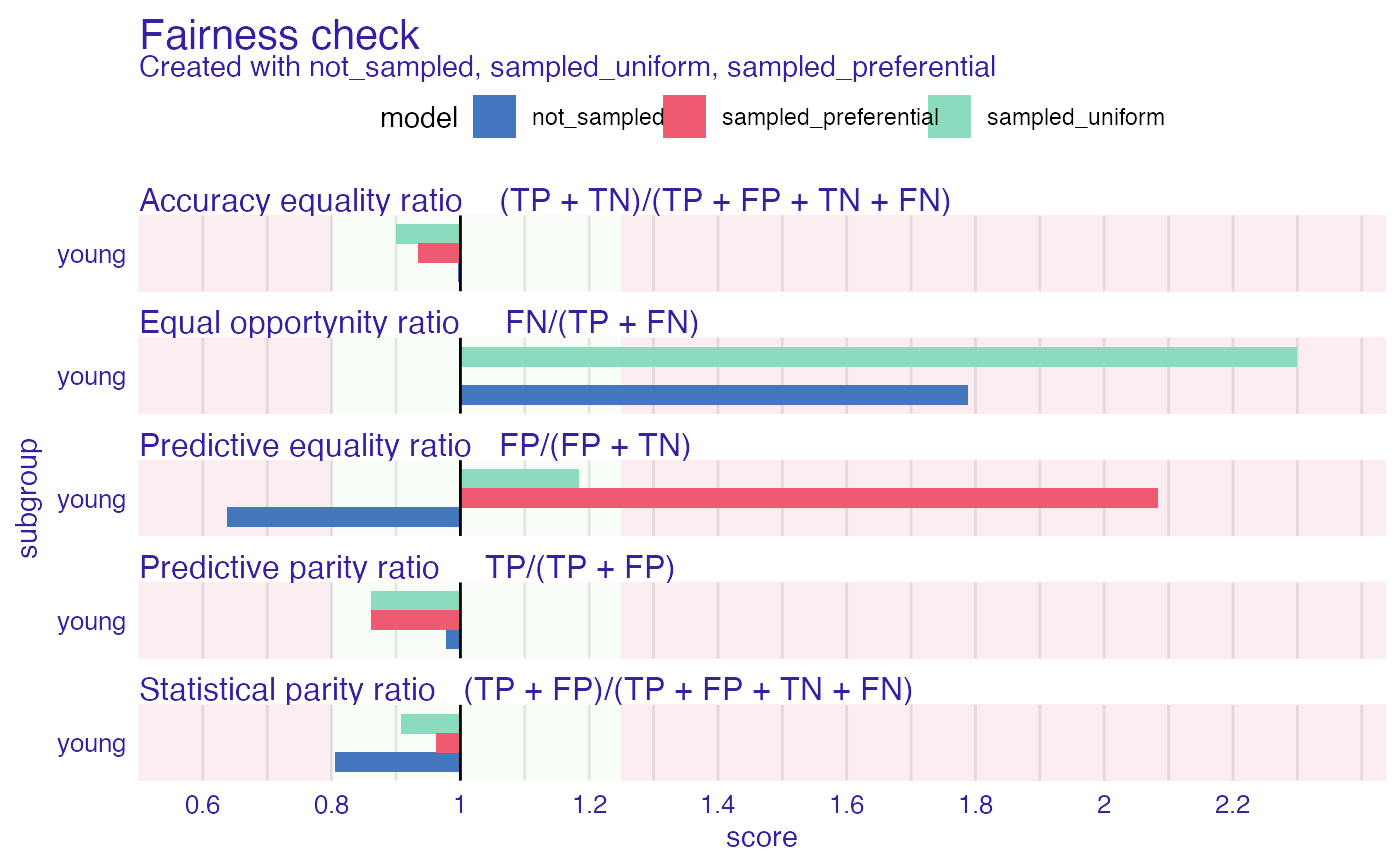 Fairness check
Created with not_sampled, sampled_uniform, sampled_preferential
model not_sampled sampled_preferential sampled_uniform
Accuracy equality ratio (TP + TN)/(TP + FP + TN + FN)
young
Equal opportynity ratio FN/(TP + FN)
young
Predictive equality ratio FP/(FP + TN)
young
Predictive parity ratio TP/(TP + FP)
young
Statistical parity ratio (TP + FP)/(TP + FP + TN + FN)
young
subgroup
0.6 0.8 1 1.2 1.4 1.6 1.8 2 2.2
score